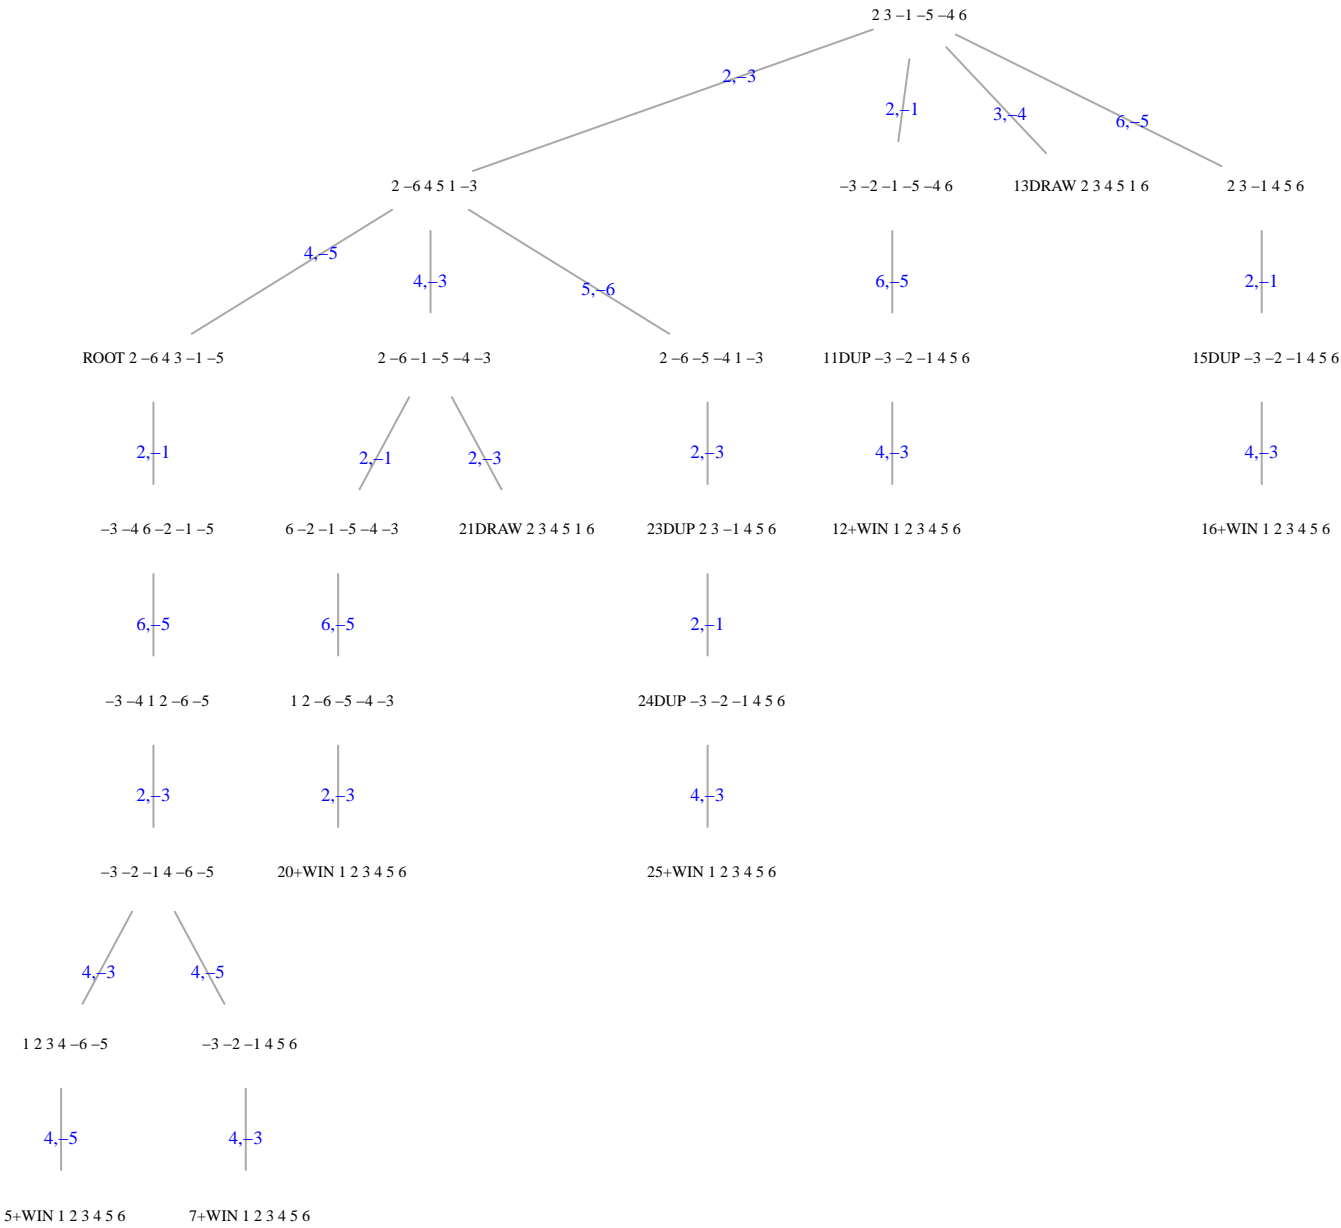 2 3 –1 –5 –4 6
2,–3
2,–1
3,–4
6,–5
2 –6 4 5 1 –3
–3 –2 –1 –5 –4 6
13DRAW 2 3 4 5 1 6
2 3 –1 4 5 6
4,–5
4,–3
5,–6
6,–5
2,–1
ROOT 2 –6 4 3 –1 –5
2 –6 –1 –5 –4 –3
2 –6 –5 –4 1 –3
11DUP –3 –2 –1 4 5 6
15DUP –3 –2 –1 4 5 6
2,–1
2,–1
2,–3
2,–3
4,–3
4,–3
–3 –4 6 –2 –1 –5
6 –2 –1 –5 –4 –3
21DRAW 2 3 4 5 1 6
23DUP 2 3 –1 4 5 6
12+WIN 1 2 3 4 5 6
16+WIN 1 2 3 4 5 6
6,–5
6,–5
2,–1
–3 –4 1 2 –6 –5
1 2 –6 –5 –4 –3
24DUP –3 –2 –1 4 5 6
2,–3
2,–3
4,–3
–3 –2 –1 4 –6 –5
20+WIN 1 2 3 4 5 6
25+WIN 1 2 3 4 5 6
4,–3
4,–5
1 2 3 4 –6 –5
–3 –2 –1 4 5 6
4,–5
4,–3
5+WIN 1 2 3 4 5 6
7+WIN 1 2 3 4 5 6